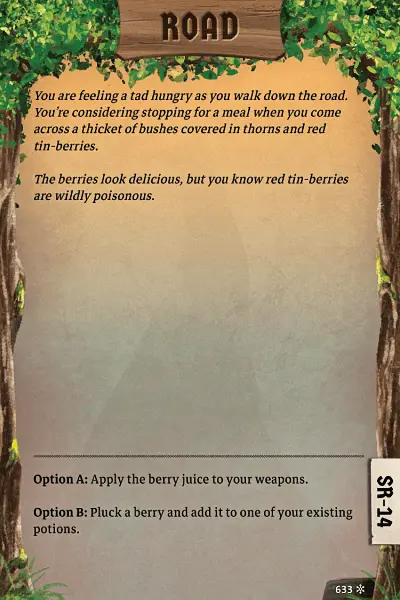 ROAD
You are feeling a tad hungry as you walk down the road.
You're considering stopping for a meal when you come
across a thicket of bushes covered in thorns and red
tin-berries.
The berries look delicious, but you know red tin-berries
are wildly poisonous.
Option A: Apply the berry juice to your weapons.
Option B: Pluck a berry and add it to one of your existing
potions.
SR-14
633 ✻